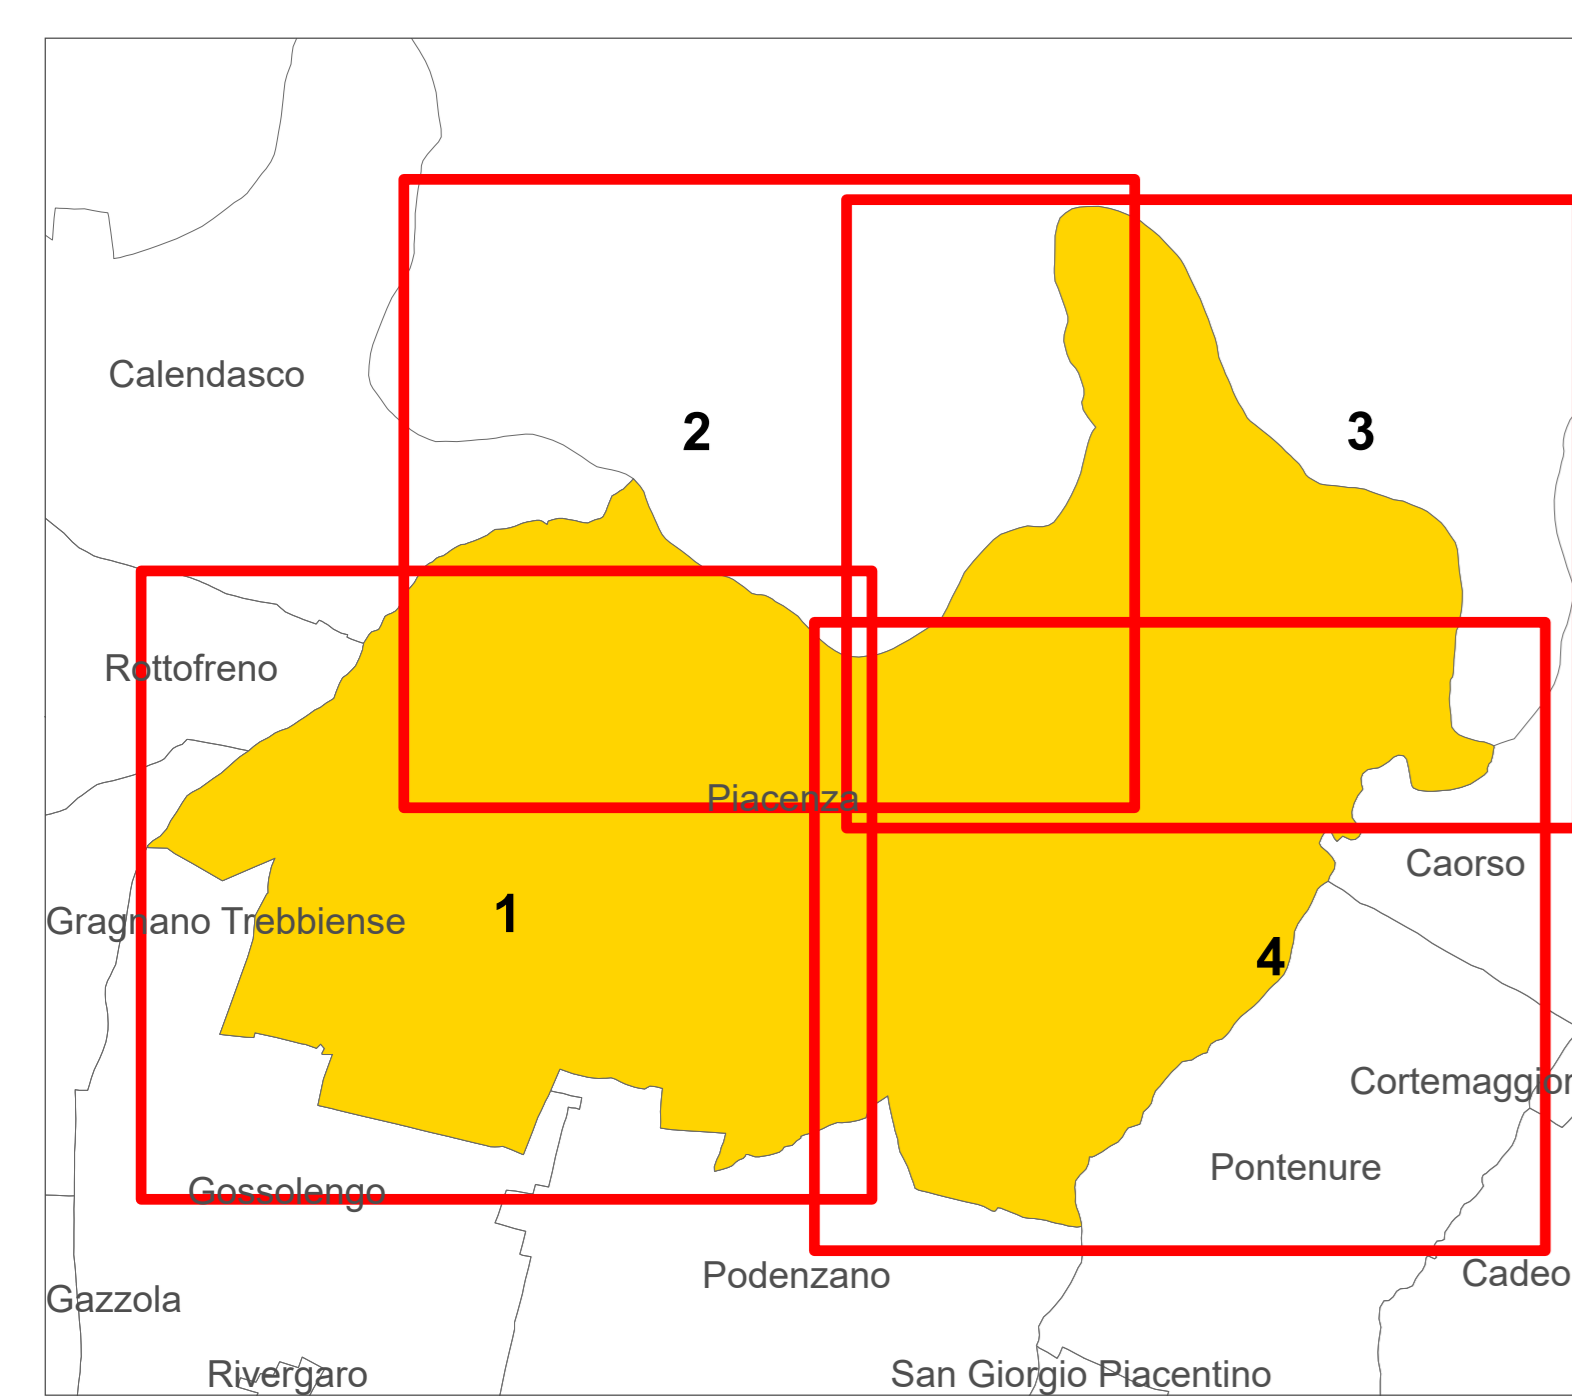 Calendasco
2
3
Rottofreno
Piacenza
Caorso
Gragnano Trebbiense
1
4
Cortemaggior
Pontenure
Gossolengo
Podenzano
Cadeo
Gazzola
Rivergaro
San Giorgio Piacentino